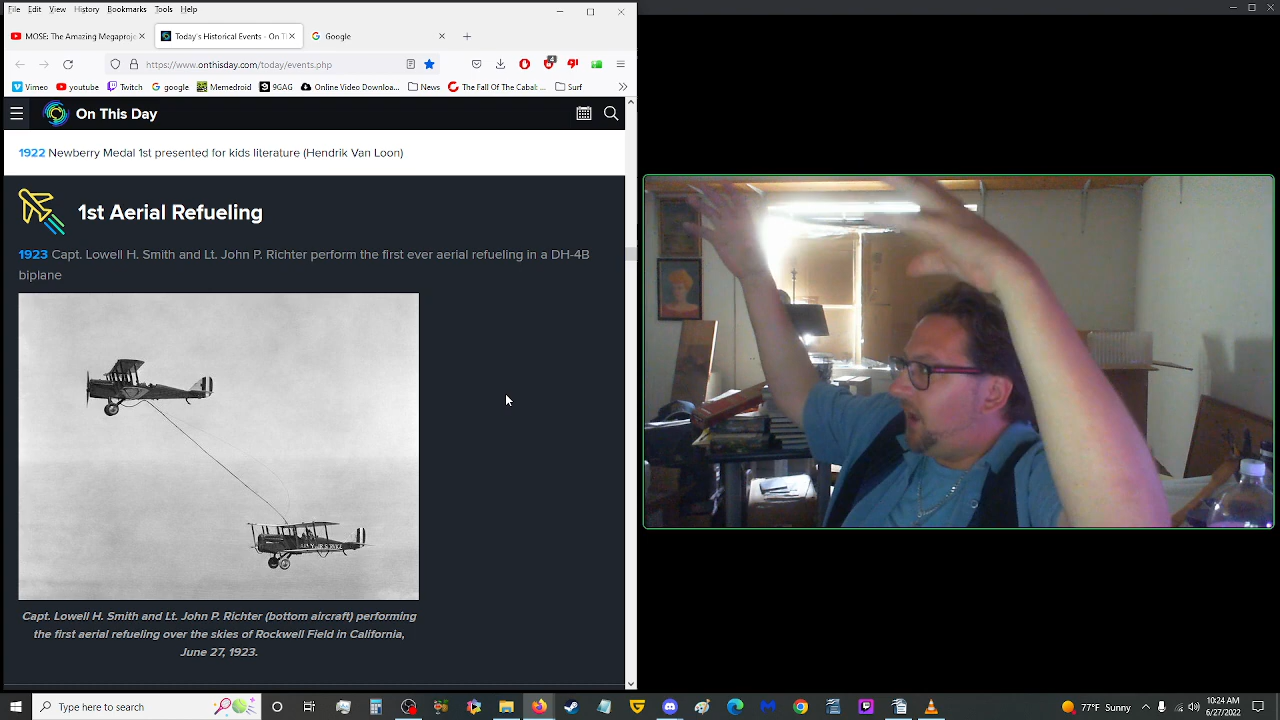 File Edit View History Bookmarks Tools Help
MOSE: The Amazing Megaproje
Today's Historical Events - On Ti
Google
https://www.onthisday.com/today/events.php
4
Vimeo youtube Twitch google Memedroid 9GAG Online Video Downloa... News The Fall Of The Cabal:... Surf
On This Day
1922 Newberry Medal 1st presented for kids literature (Hendrik Van Loon)
1st Aerial Refueling
1923 Capt. Lowell H. Smith and Lt. John P. Richter perform the first ever aerial refueling in a DH-4B
biplane
Capt. Lowell H. Smith and Lt. John P. Richter (bottom aircraft) performing
the first aerial refueling over the skies of Rockwell Field in California,
June 27, 1923.
Type here to search
77°F Sunny
10:24 AM
6/27/2022